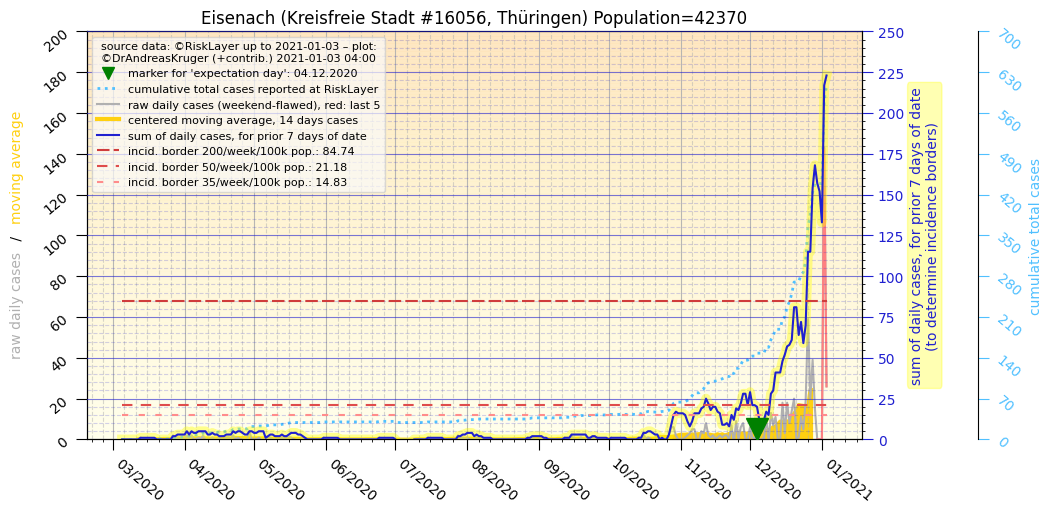 Eisenach (Kreisfreie Stadt #16056, Thüringen) Population=42370
source data: ©RiskLayer up to 2021-01-03 – plot:
©DrAndreasKruger (+contrib.) 2021-01-03 04:00
marker for 'expectation day': 04.12.2020
cumulative total cases reported at RiskLayer
raw daily cases (weekend-flawed), red: last 5
centered moving average, 14 days cases
sum of daily cases, for prior 7 days of date
incid. border 200/week/100k pop.: 84.74
incid. border 50/week/100k pop.: 21.18
incid. border 35/week/100k pop.: 14.83
raw daily cases / moving average
200
180
160
140
120
100
80
60
40
20
0
03/2020
04/2020
05/2020
06/2020
07/2020
08/2020
09/2020
10/2020
11/2020
12/2020
01/2021
250
225
200
175
150
125
100
75
50
25
0
sum of daily cases, for prior 7 days of date
(to determine incidence borders)
700
630
560
490
420
350
280
210
140
70
0
cumulative total cases